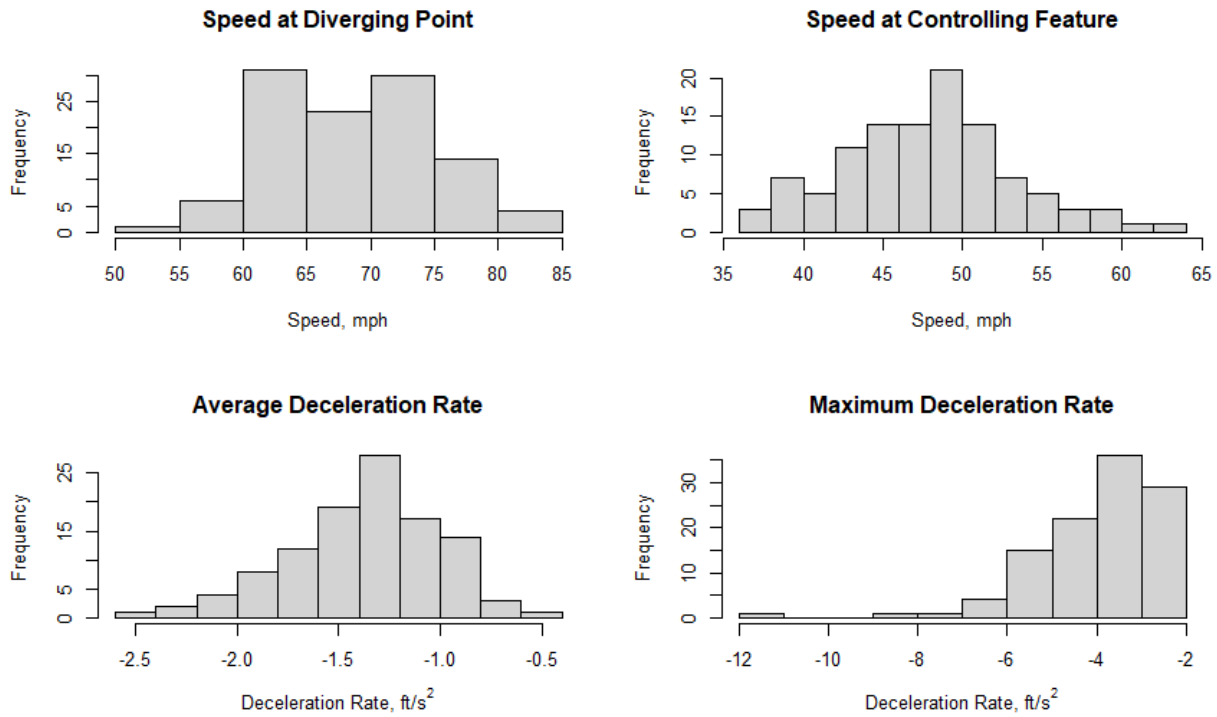 Speed at Diverging Point
Frequency
0 5 15 25
50 55 60 65 70 75 80 85
Speed, mph
Speed at Controlling Feature
Frequency
0 5 10 15 20
35 40 45 50 55 60 65
Speed, mph
Average Deceleration Rate
Frequency
0 5 15 25
-2.5 -2.0 -1.5 -1.0 -0.5
Deceleration Rate, ft/s²
Maximum Deceleration Rate
Frequency
0 10 20 30
-12 -10 -8 -6 -4 -2
Deceleration Rate, ft/s²